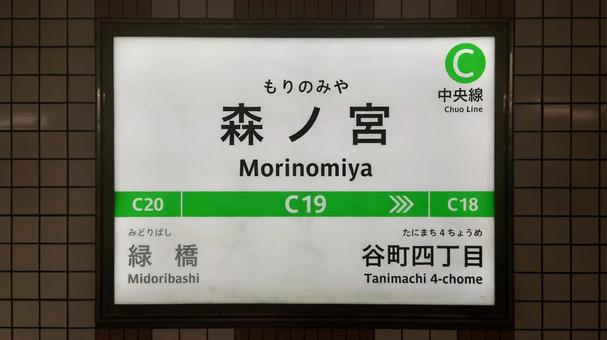 C
中央線
Chuo Line
もりのみや
森ノ宮
Morinomiya
C20 C19 C18
みどりばし
緑橋
Midoribashi
たにまち4ちょうめ
谷町四丁目
Tanimachi 4-chome